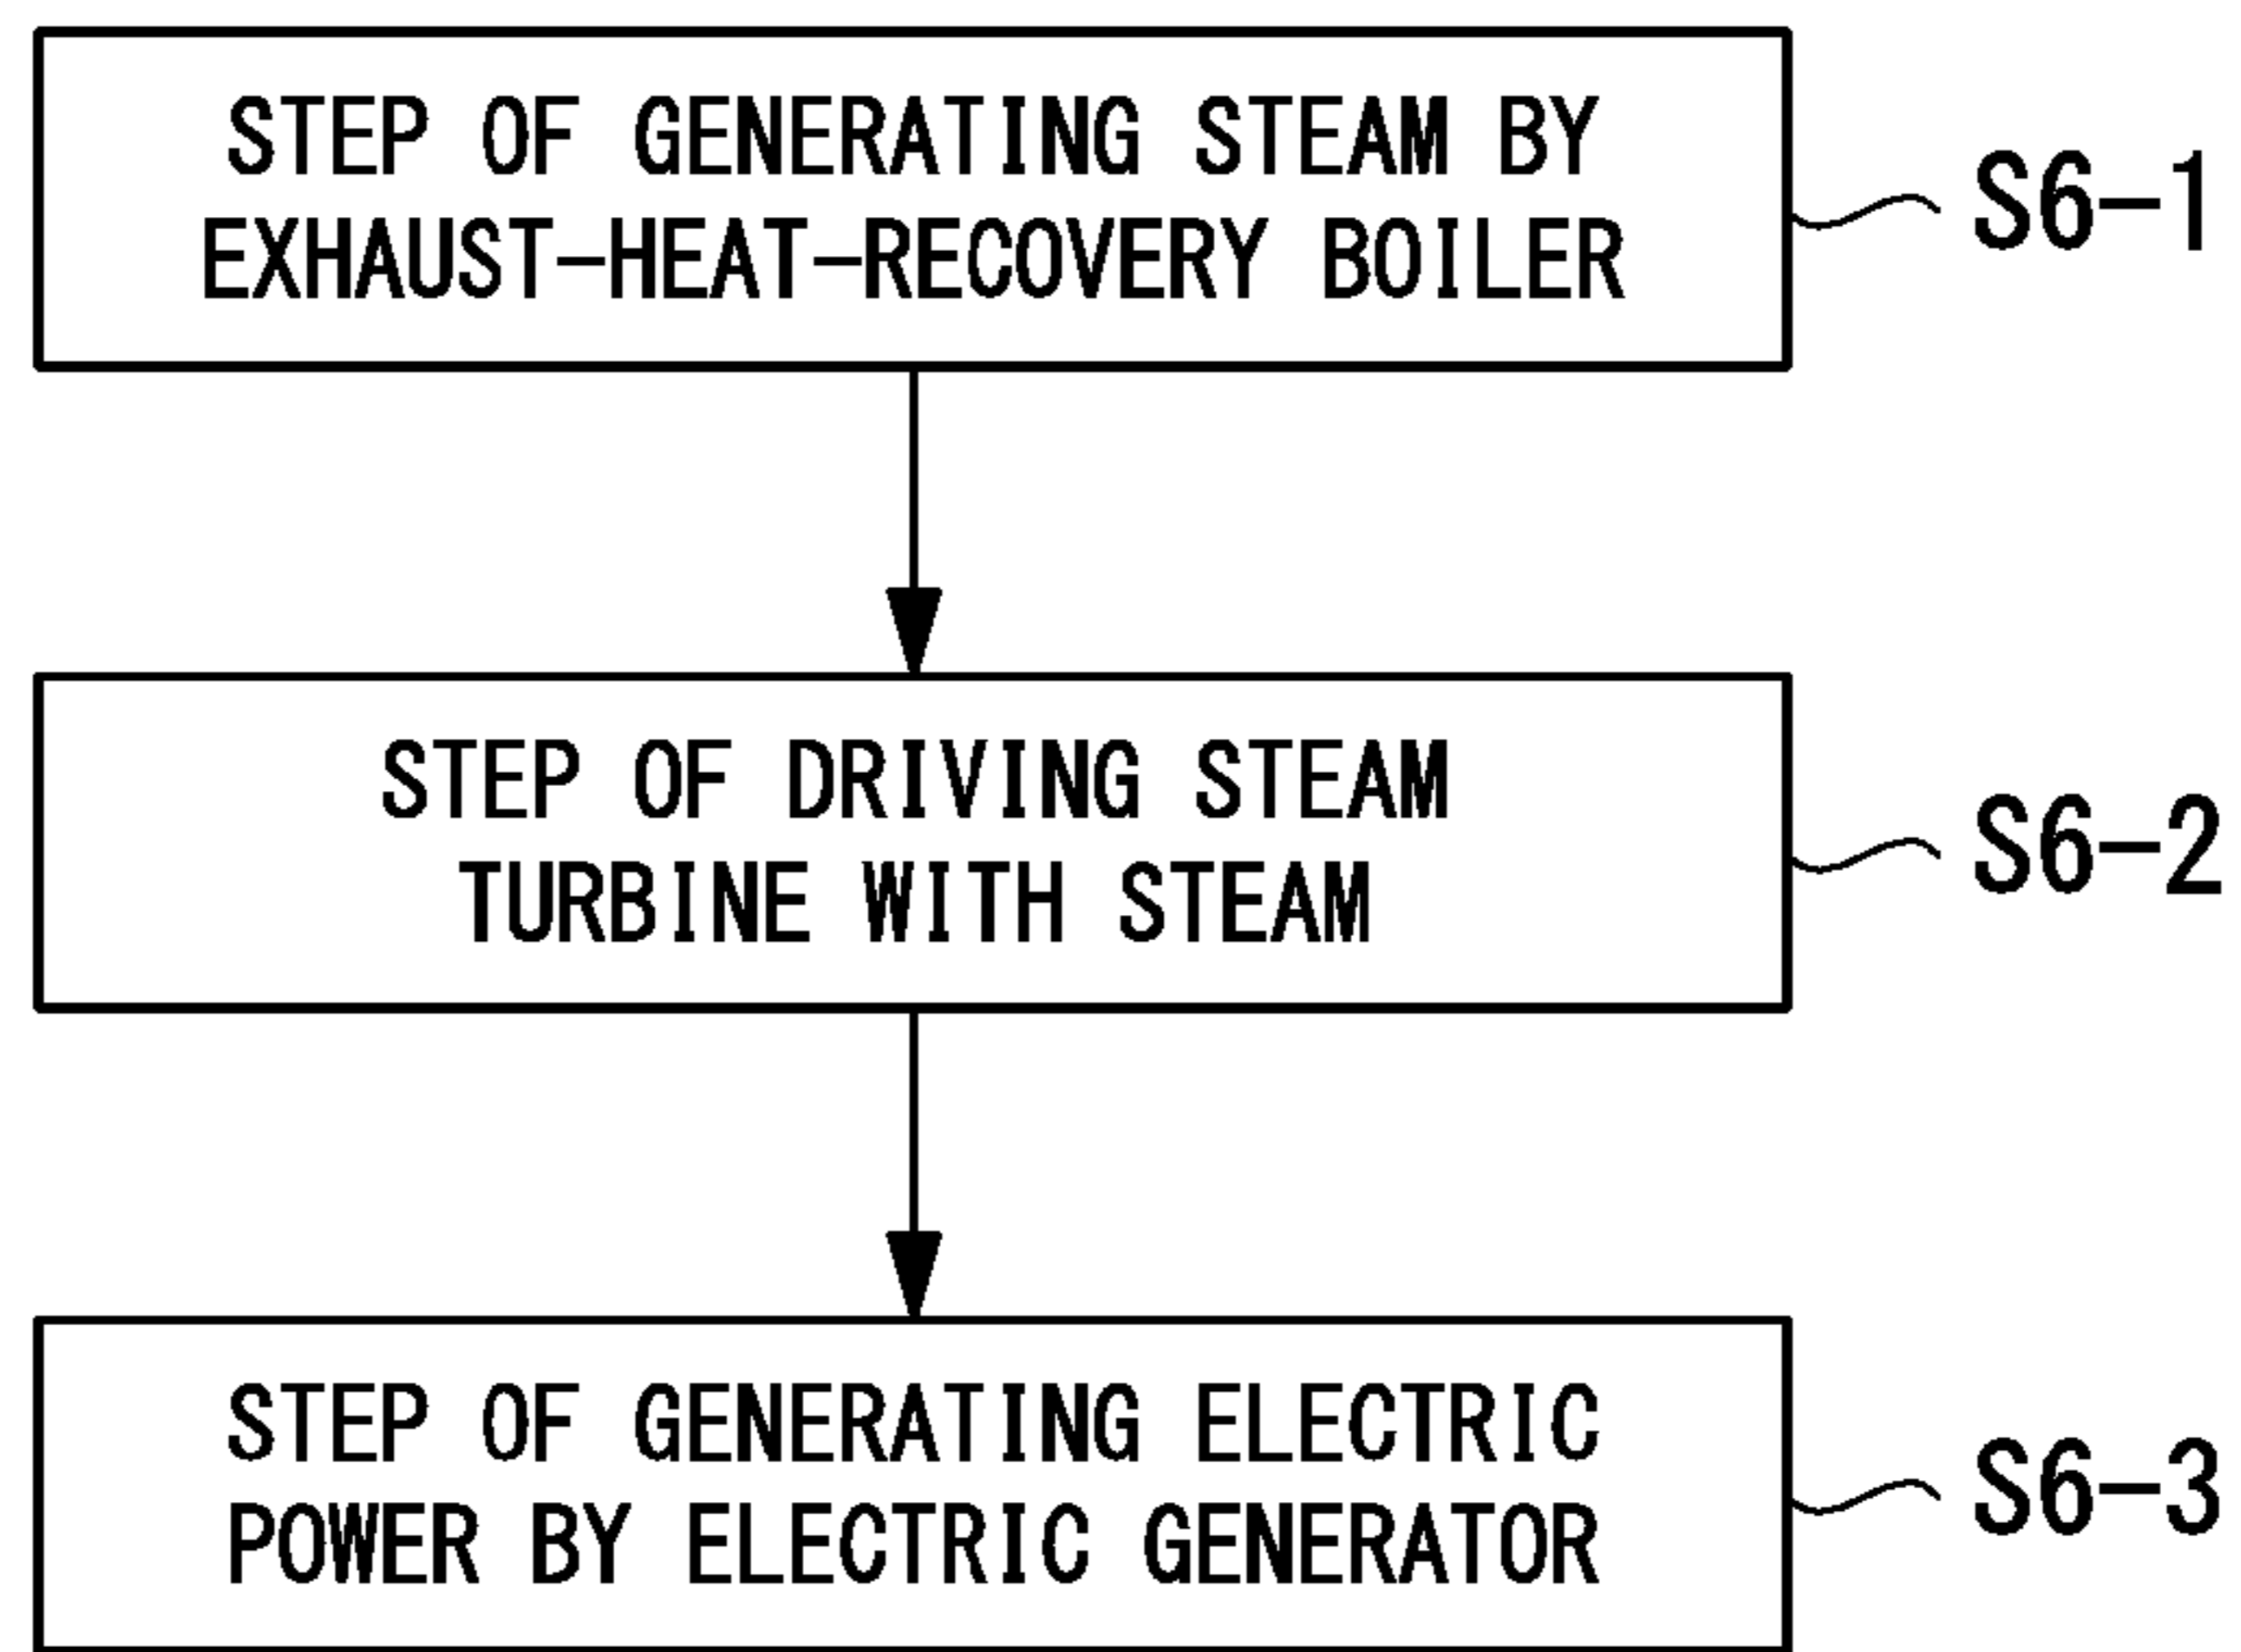 STEP OF GENERATING STEAM BY
EXHAUST-HEAT-RECOVERY BOILER
S6-1
STEP OF DRIVING STEAM
TURBINE WITH STEAM
S6-2
STEP OF GENERATING ELECTRIC
POWER BY ELECTRIC GENERATOR
S6-3